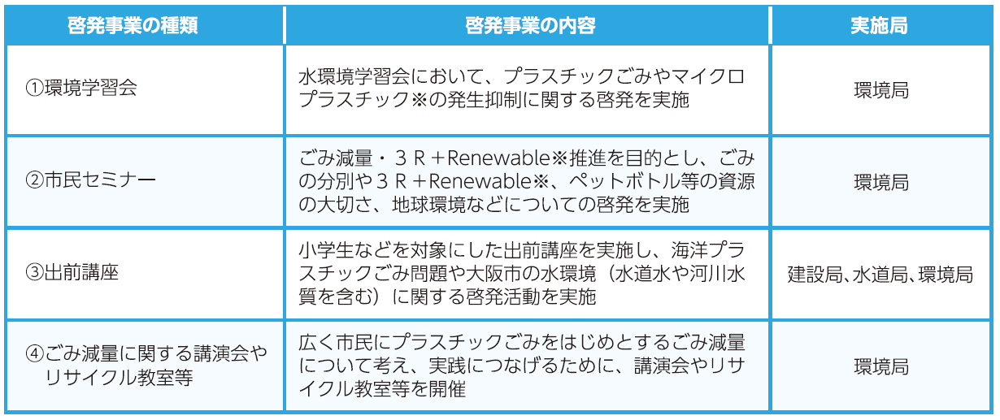 啓発事業の種類
啓発事業の内容
実施局
①環境学習会
水環境学習会において、プラスチックごみやマイクロ
プラスチック※の発生抑制に関する啓発を実施
環境局
②市民セミナー
ごみ減量・３Ｒ＋Renewable※推進を目的とし、ごみ
の分別や３Ｒ＋Renewable※、ペットボトル等の資源
の大切さ、地球環境などについての啓発を実施
環境局
③出前講座
小学生などを対象にした出前講座を実施し、海洋プラ
スチックごみ問題や大阪市の水環境（水道水や河川水
質を含む）に関する啓発活動を実施
建設局、水道局、環境局
④ごみ減量に関する講演会や
リサイクル教室等
広く市民にプラスチックごみをはじめとするごみ減量
について考え、実践につなげるために、講演会やリサ
イクル教室等を開催
環境局